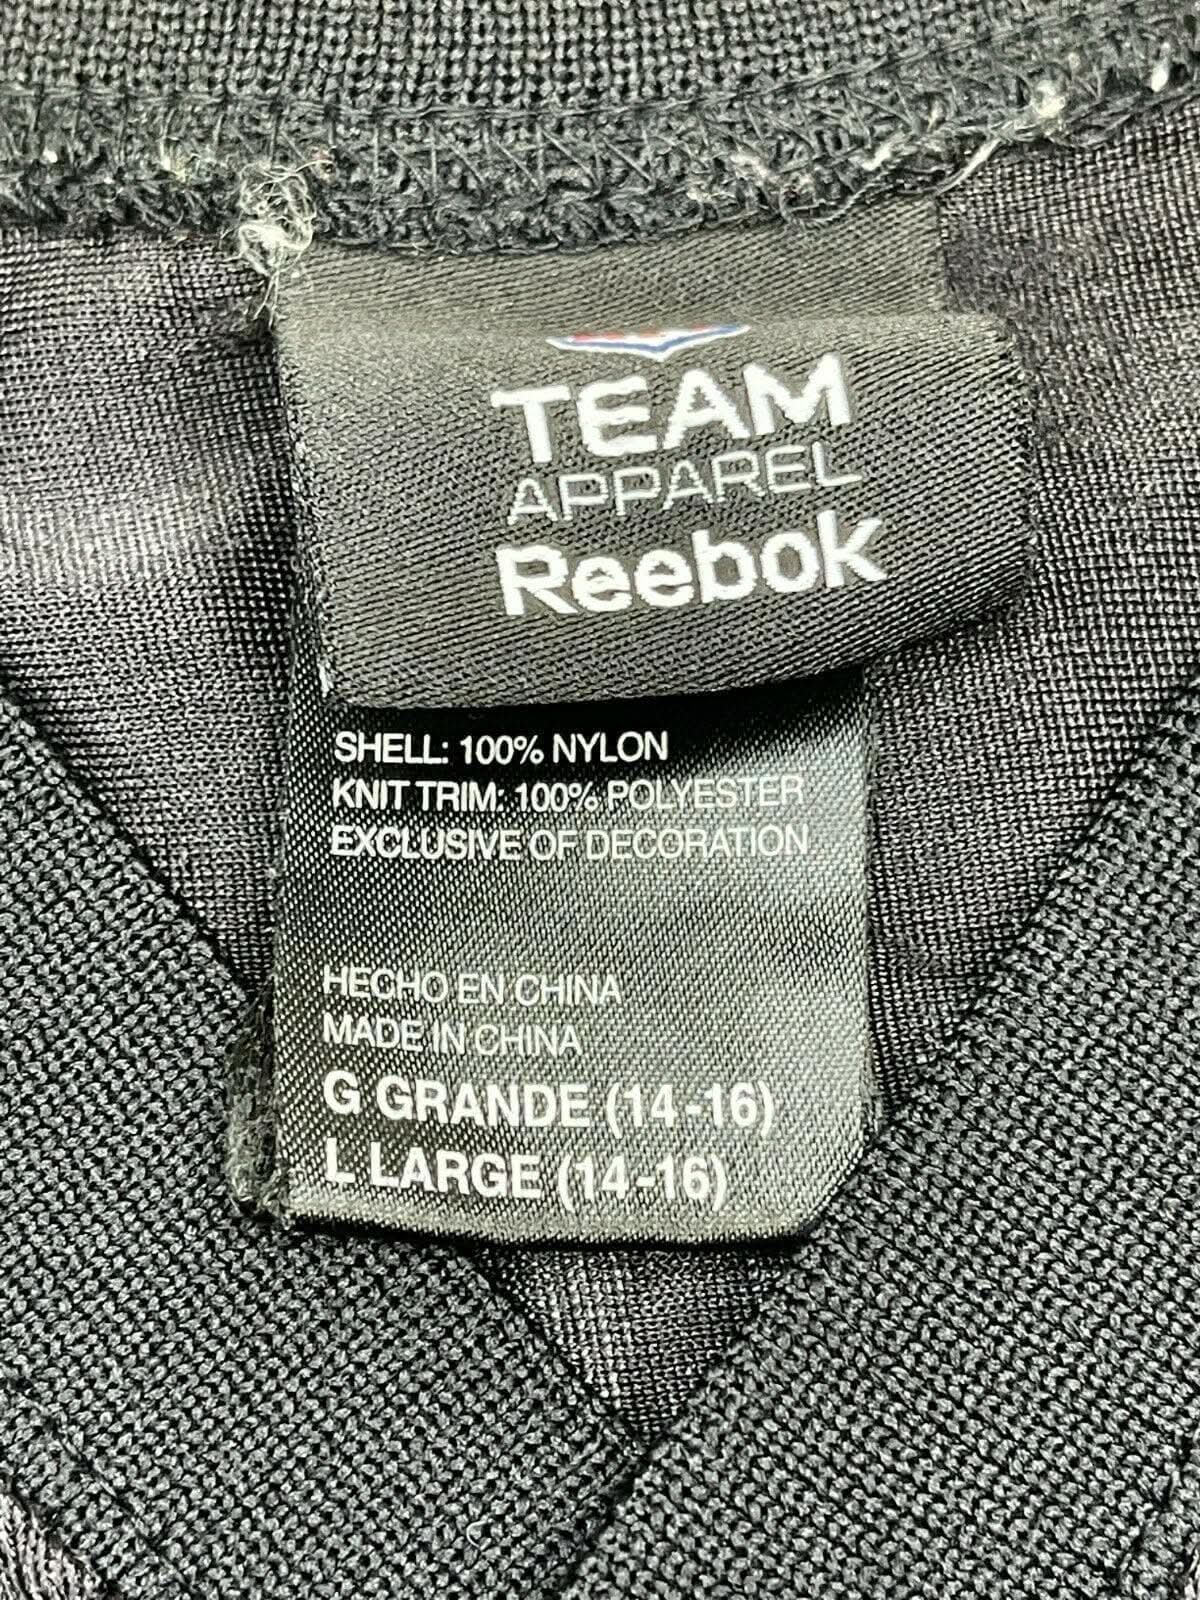 TEAM
APPAREL
Reebok
SHELL: 100% NYLON
KNIT TRIM: 100% POLYESTER
EXCLUSIVE OF DECORATION
HECHO EN CHINA
MADE IN CHINA
G GRANDE (14-16)
L LARGE (14-16)